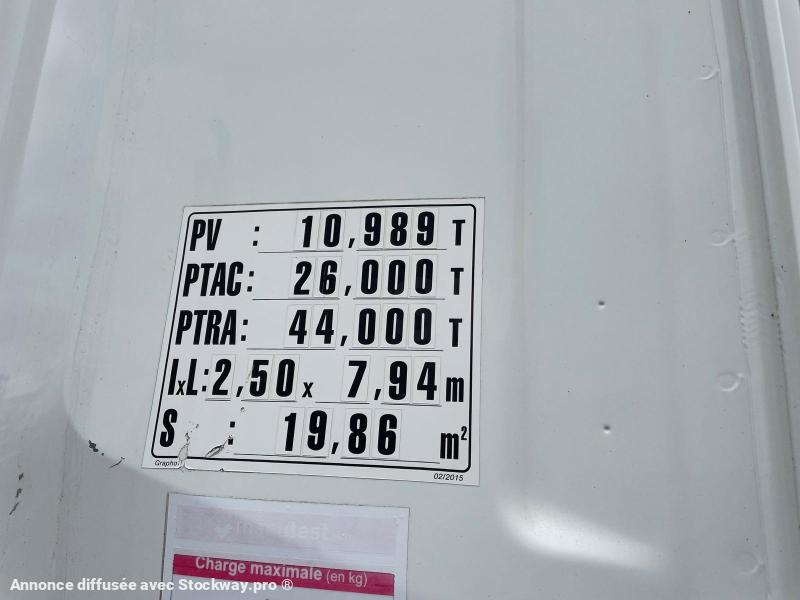 PV : 10,989 T
PTAC: 26,000 T
PTRA: 44,000 T
IxL: 2,50 x 7,94 m
S : 19,86 m²
02/2015
Charge maximale (en kg)
Annonce diffusée avec Stockway.pro ®